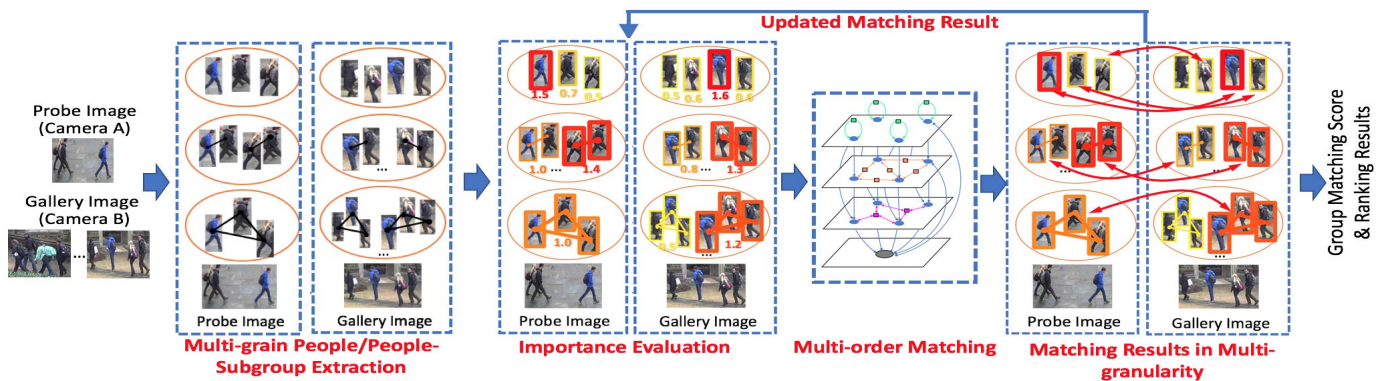 Updated Matching Result
Probe Image
(Camera A)
Gallery Image
(Camera B)
...
...
...
Probe Image
Gallery Image
Multi-grain People/People-
Subgroup Extraction
1.5
0.7
0.5
0.5
0.6
1.6
1.0
...
1.4
0.8
...
1.3
1.0
0.5
1.2
...
Probe Image
Gallery Image
Importance Evaluation
Multi-order Matching
...
...
...
Probe Image
Gallery Image
Matching Results in Multi-
granularity
Group Matching Score
& Ranking Results